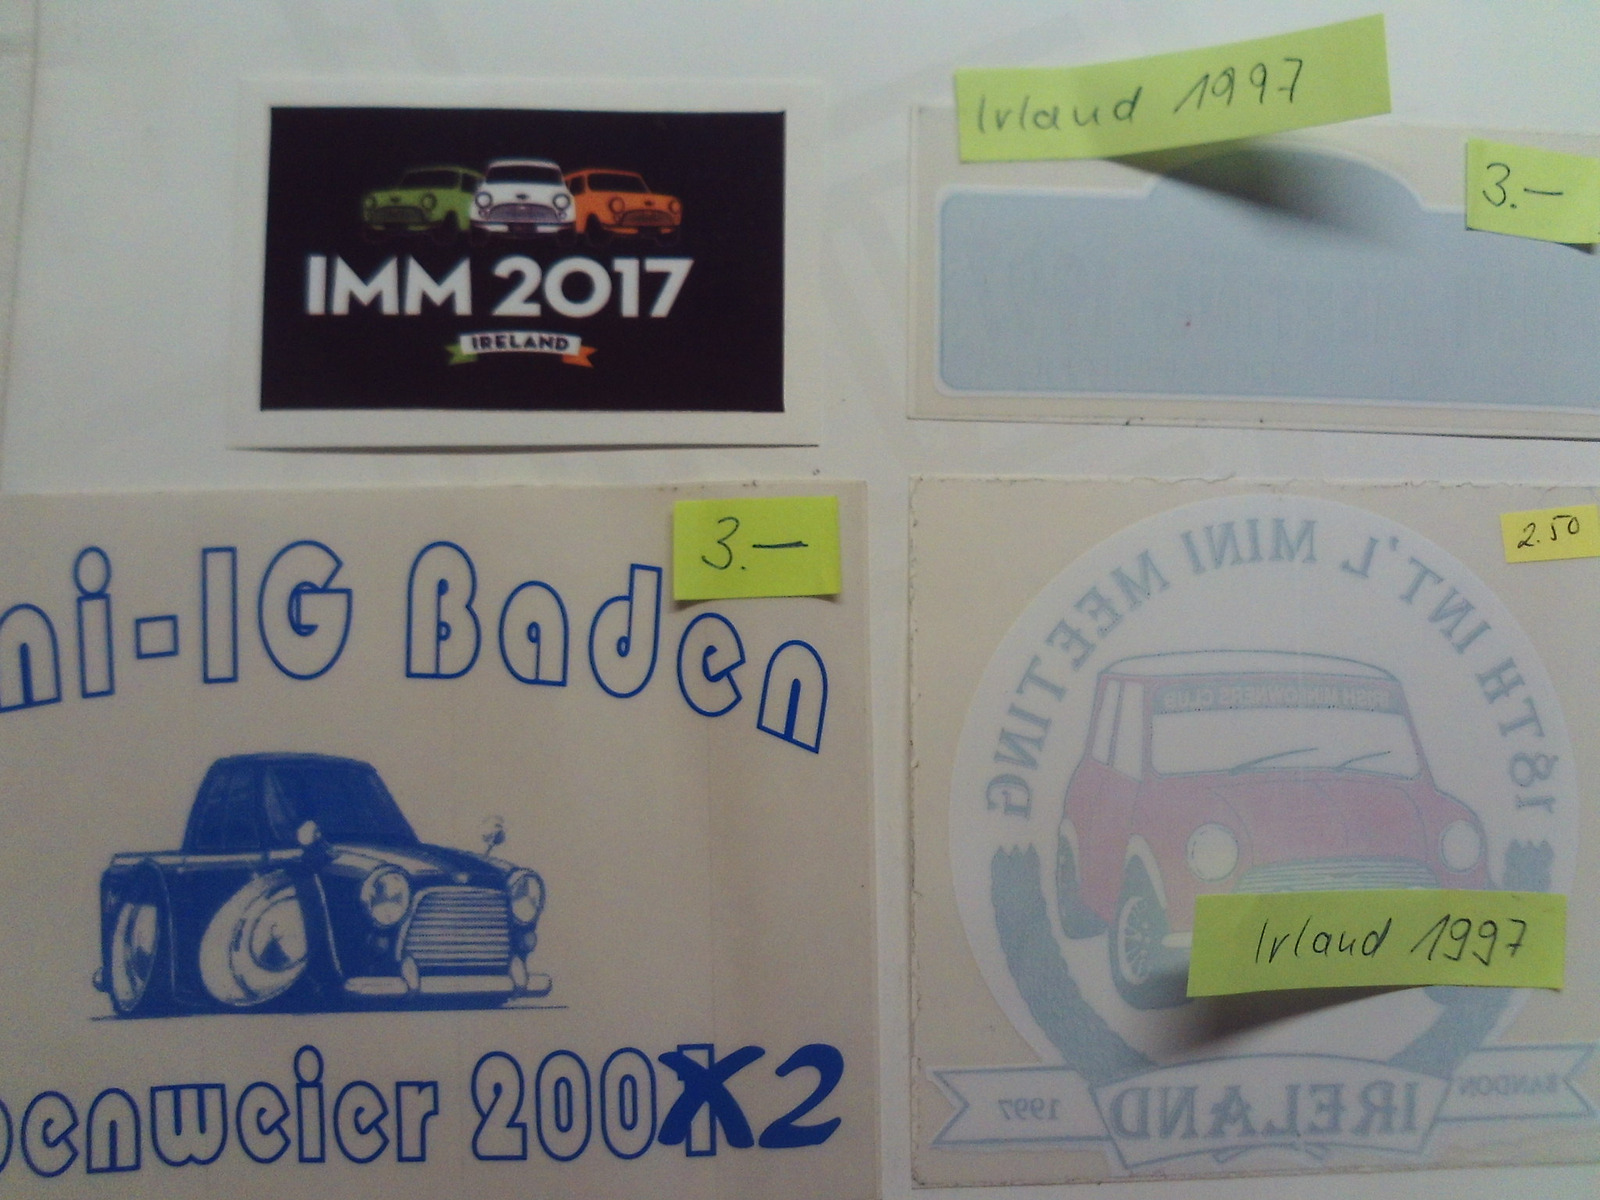 IMM 2017
IRELAND
Irland 1997
3.–
ni-IG Baden
3.–
enweier 200X2
2.50
18TH INT'L MINI MEETING
IRISH MINI OWNERS CLUB
Irland 1997
1997 IRELAND BANDON